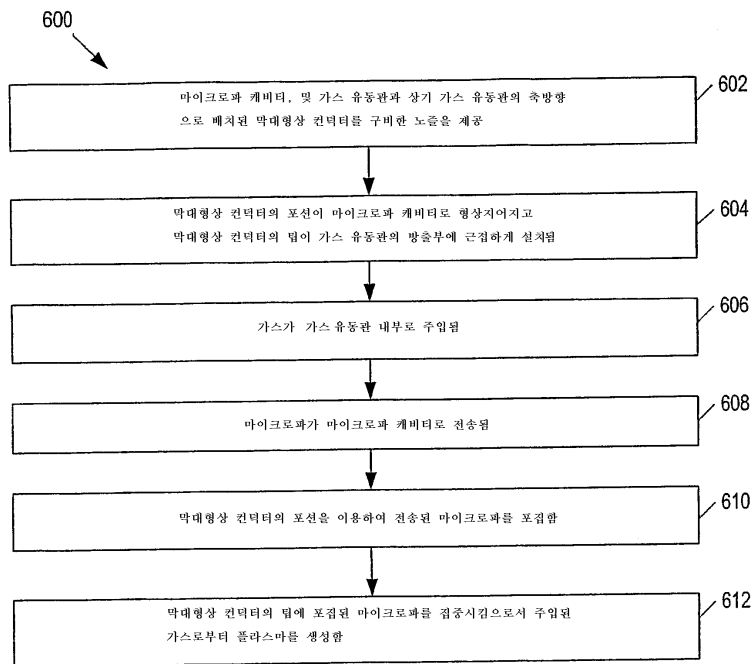 600
마이크로파 캐비티, 및 가스 유동관과 상기 가스 유동관의 축방향
으로 배치된 막대형상 컨덕터를 구비한 노즐을 제공
602
막대형상 컨덕터의 포션이 마이크로파 캐비티로 형상지어지고
막대형상 컨덕터의 팁이 가스 유동관의 방출부에 근접하게 설치됨
604
가스가 가스 유동관 내부로 주입됨
606
마이크로파가 마이크로파 캐비티로 전송됨
608
막대형상 컨덕터의 포션을 이용하여 전송된 마이크로파를 포집함
610
막대형상 컨덕터의 팁에 포집된 마이크로파를 집중시킴으로서 주입된
가스로부터 플라스마를 생성함
612